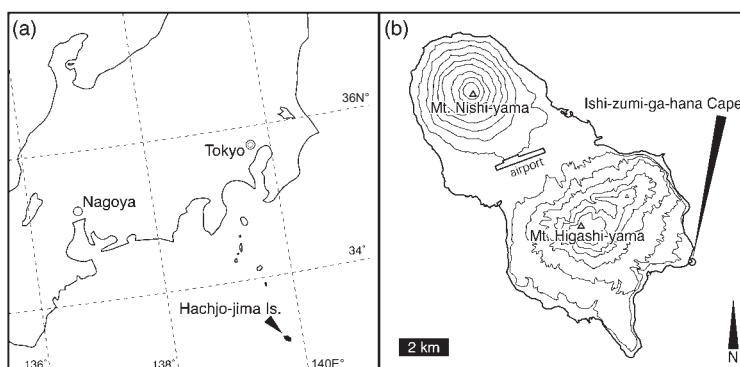 (a)
36N°
Tokyo
Nagoya
34°
Hachjo-jima Is.
136°
138°
140E°
(b)
Mt. Nishi-yama
Ishi-zumi-ga-hana Cape
airport
Mt. Higashi-yama
2 km
N